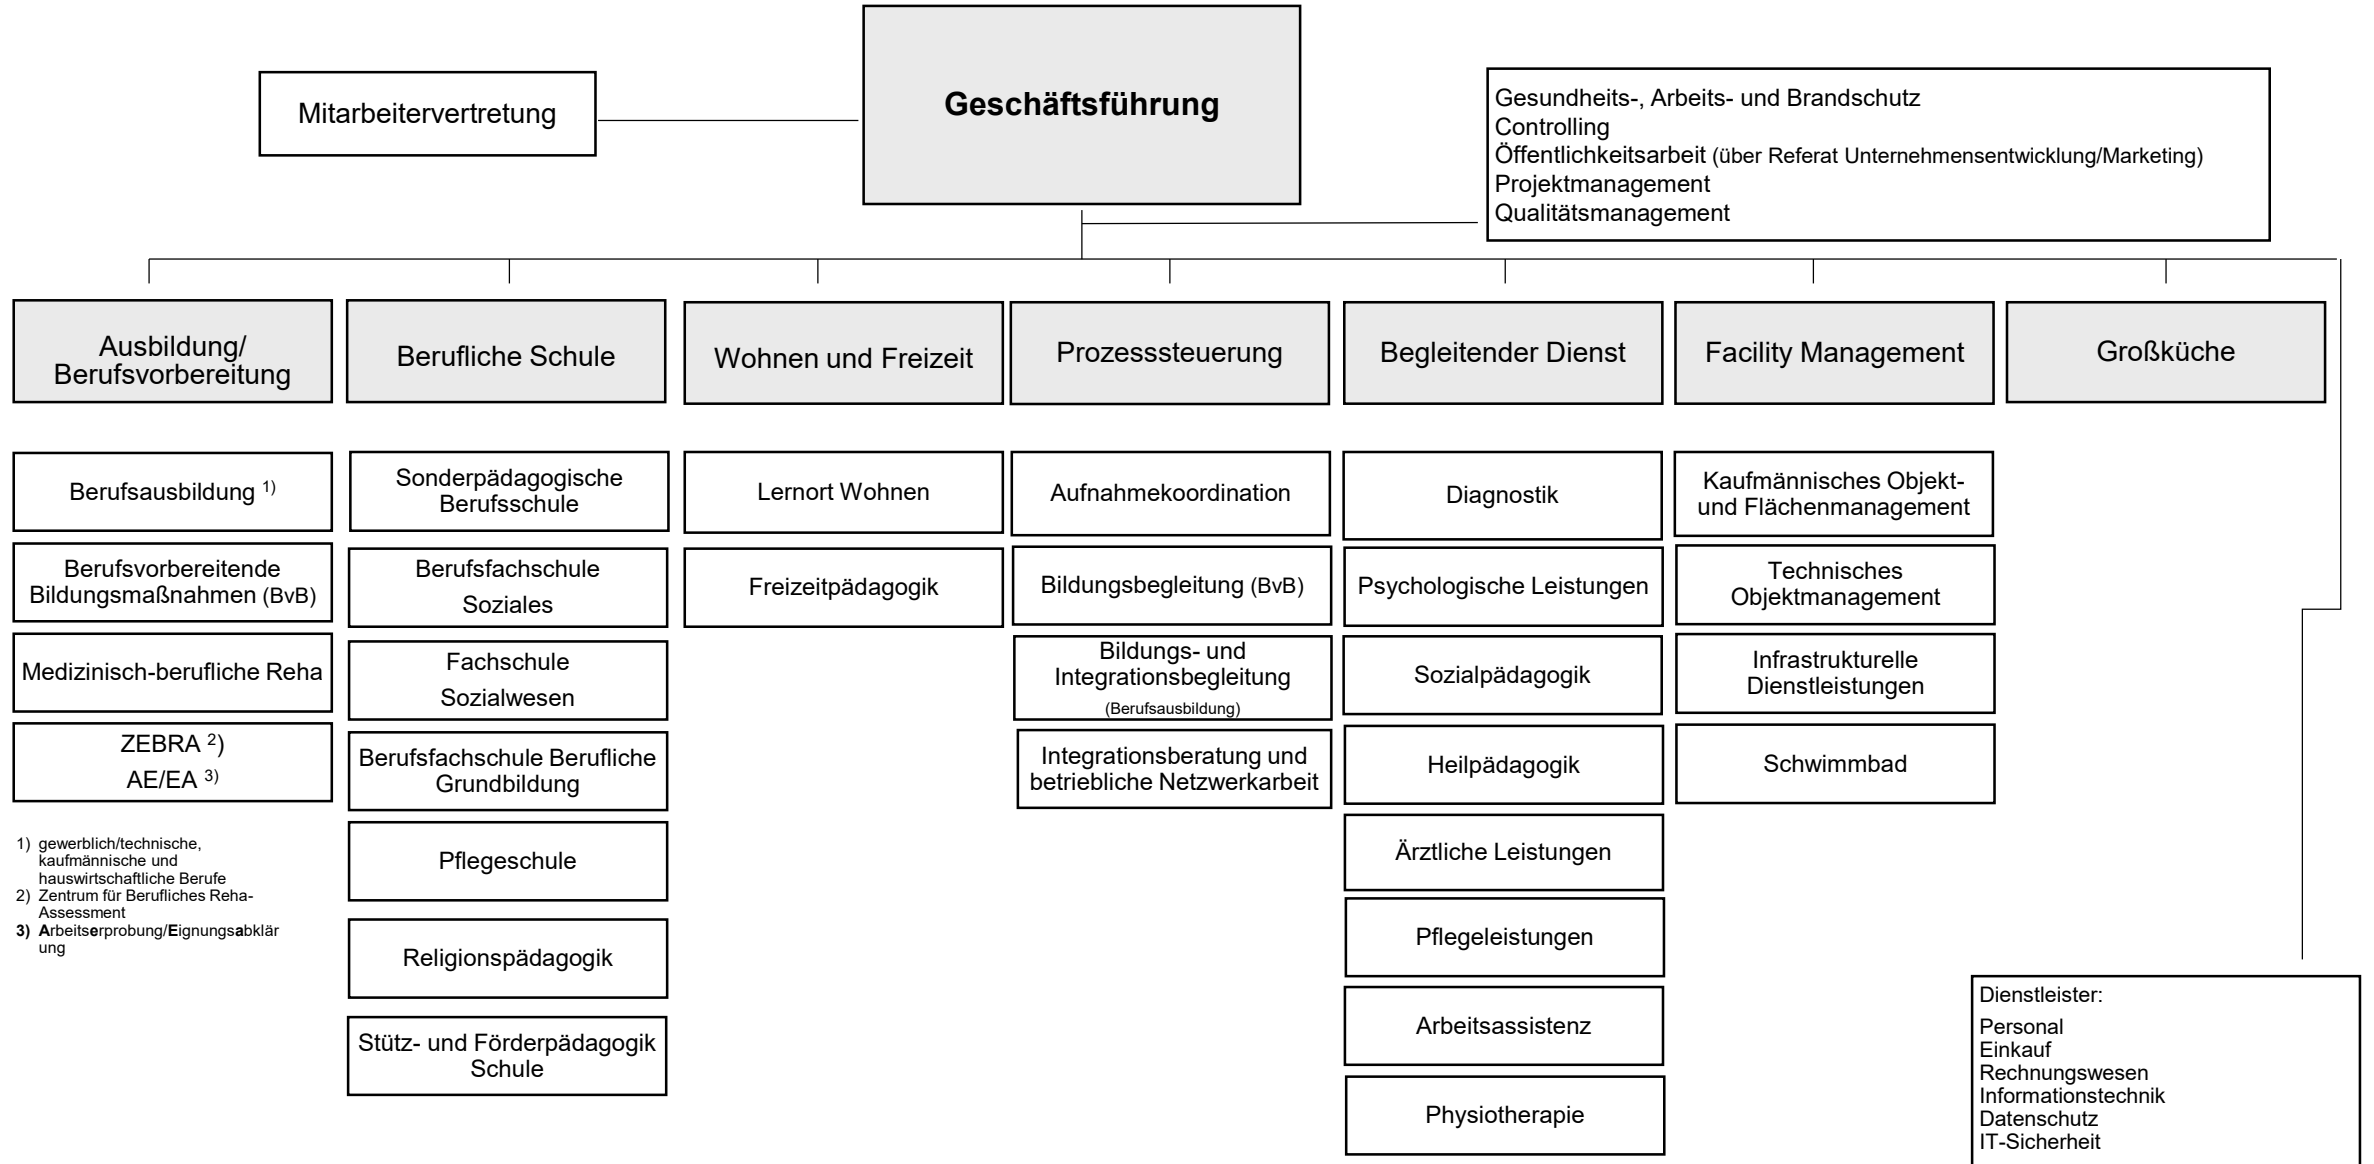 Geschäftsführung
Mitarbeitervertretung
Gesundheits-, Arbeits- und Brandschutz
Controlling
Öffentlichkeitsarbeit (über Referat Unternehmensentwicklung/Marketing)
Projektmanagement
Qualitätsmanagement
Ausbildung/
Berufsvorbereitung
Berufliche Schule
Wohnen und Freizeit
Prozesssteuerung
Begleitender Dienst
Facility Management
Großküche
Berufsausbildung 1)
Berufsvorbereitende
Bildungsmaßnahmen (BvB)
Medizinisch-berufliche Reha
ZEBRA 2)
AE/EA 3)
1) gewerblich/technische,
kaufmännische und
hauswirtschaftliche Berufe
2) Zentrum für Berufliches Reha-
Assessment
3) Arbeitserprobung/Eignungsabklär
ung
Sonderpädagogische
Berufsschule
Berufsfachschule
Soziales
Fachschule
Sozialwesen
Berufsfachschule Berufliche
Grundbildung
Pflegeschule
Religionspädagogik
Stütz- und Förderpädagogik
Schule
Lernort Wohnen
Freizeitpädagogik
Aufnahmekoordination
Bildungsbegleitung (BvB)
Bildungs- und
Integrationsbegleitung
(Berufsausbildung)
Integrationsberatung und
betriebliche Netzwerkarbeit
Diagnostik
Psychologische Leistungen
Sozialpädagogik
Heilpädagogik
Ärztliche Leistungen
Pflegeleistungen
Arbeitsassistenz
Physiotherapie
Kaufmännisches Objekt-
und Flächenmanagement
Technisches
Objektmanagement
Infrastrukturelle
Dienstleistungen
Schwimmbad
Dienstleister:
Personal
Einkauf
Rechnungswesen
Informationstechnik
Datenschutz
IT-Sicherheit